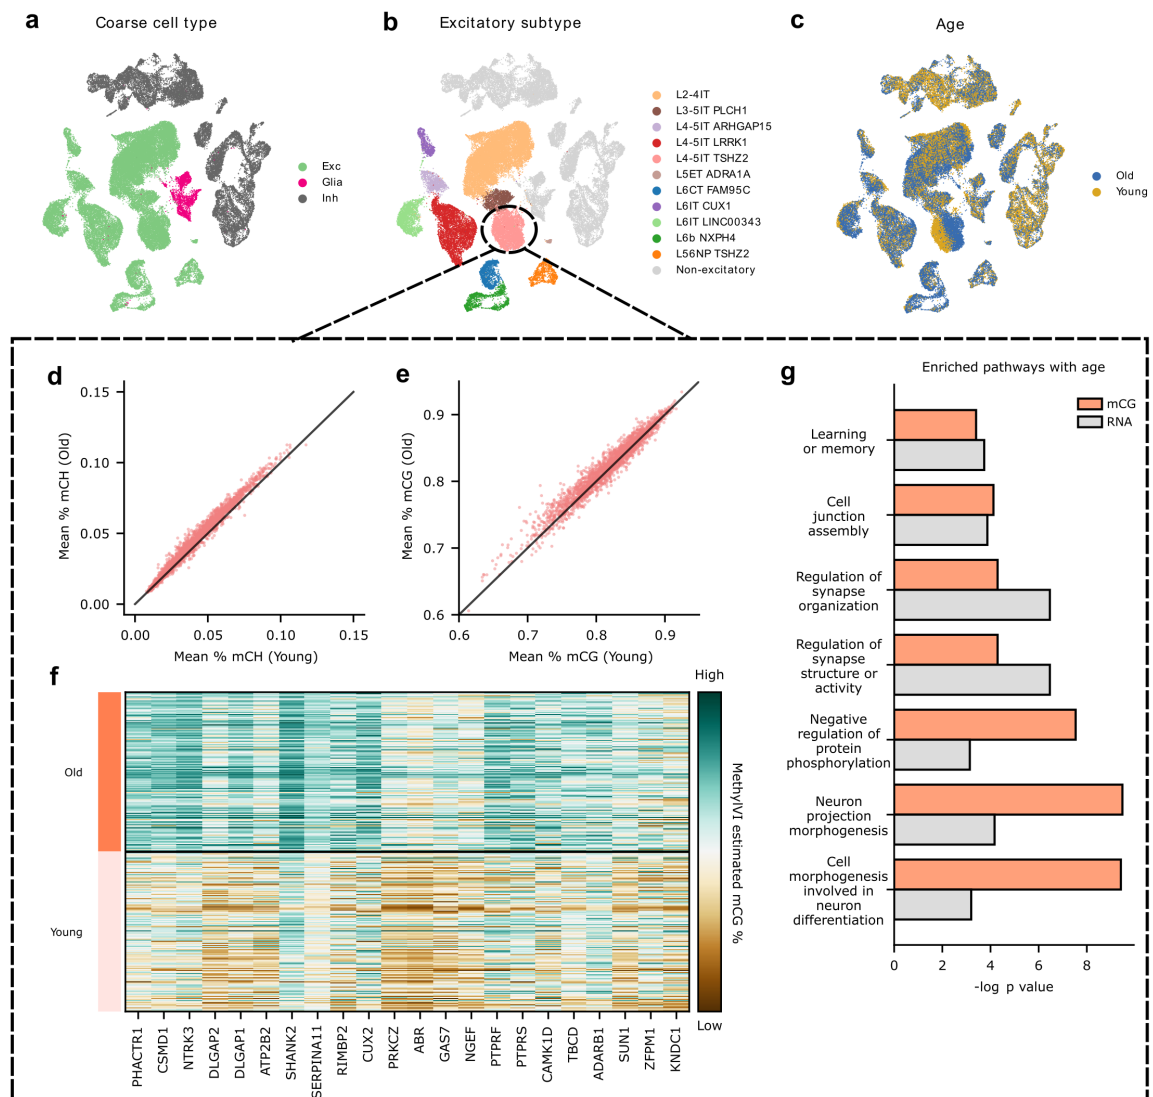 a
Coarse cell type
Exc
Glia
Inh
b
Excitatory subtype
L2-4IT
L3-5IT PLCH1
L4-5IT ARHGAP15
L4-5IT LRRK1
L4-5IT TSHZ2
L5ET ADRA1A
L6CT FAM95C
L6IT CUX1
L6IT LINC00343
L6b NXPH4
L56NP TSHZ2
Non-excitatory
c
Age
Old
Young
d
Mean % mCH (Old)
0.15
0.10
0.05
0.00
0.00
0.05
0.10
0.15
Mean % mCH (Young)
e
Mean % mCG (Old)
0.9
0.8
0.7
0.6
0.6
0.7
0.8
0.9
Mean % mCG (Young)
f
Old
Young
PHACTR1
CSMD1
NTRK3
DLGAP2
DLGAP1
ATP2B2
SHANK2
SERPINA11
RIMBP2
CUX2
PRKCZ
ABR
GAS7
NGEF
PTPRF
PTPRS
CAMK1D
TBCD
ADARB1
SUN1
ZFPM1
KNDC1
High
MethylVI estimated mCG %
Low
g
Enriched pathways with age
mCG
RNA
Learning
or memory
Cell
junction
assembly
Regulation of
synapse
organization
Regulation of
synapse
structure or
activity
Negative
regulation of
protein
phosphorylation
Neuron
projection
morphogenesis
Cell
morphogenesis
involved in
neuron
differentiation
0
2
4
6
8
-log p value